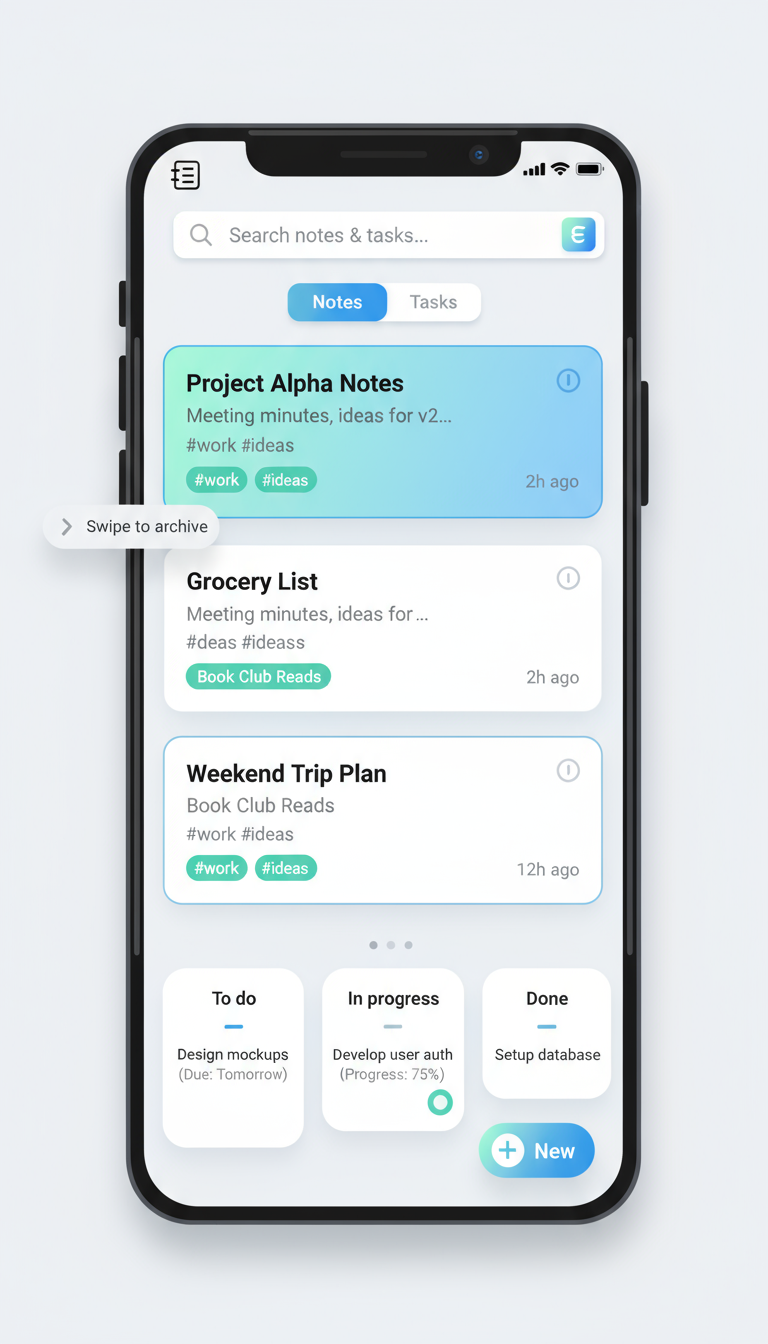 Search notes & tasks...
Notes Tasks
Project Alpha Notes
Meeting minutes, ideas for v2...
#work #ideas
#work #ideas 2h ago
Swipe to archive
Grocery List
Meeting minutes, ideas for ...
#deas #ideass
Book Club Reads 2h ago
Weekend Trip Plan
Book Club Reads
#work #ideas
#work #ideas 12h ago
To do
Design mockups
(Due: Tomorrow)
In progress
Develop user auth
(Progress: 75%)
Done
Setup database
New